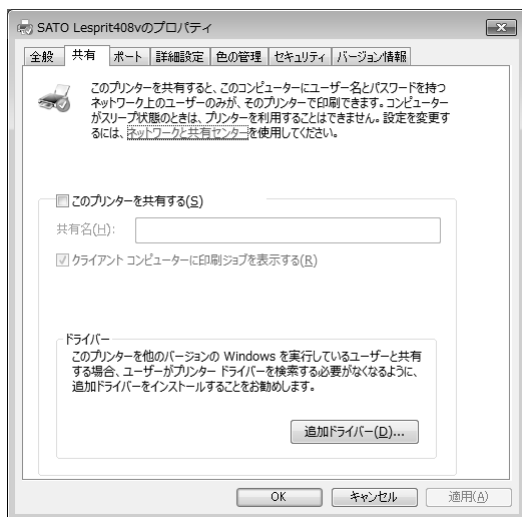 SATO Lesprit408vのプロパティ
全般 共有 ポート 詳細設定 色の管理 セキュリティ バージョン情報
このプリンターを共有すると、このコンピューターにユーザー名とパスワードを持つ
ネットワーク上のユーザーのみが、そのプリンターで印刷できます。コンピューター
がスリープ状態のときは、プリンターを利用することはできません。設定を変更す
るには、ネットワークと共有センターを使用してください。
このプリンターを共有する(S)
共有名(H):
クライアント コンピューターに印刷ジョブを表示する(R)
ドライバー
このプリンターを他のバージョンの Windows を実行しているユーザーと共有
する場合、ユーザーがプリンター ドライバーを検索する必要がなくなるように、
追加ドライバーをインストールすることをお勧めします。
追加ドライバー(D)...
OK キャンセル 適用(A)